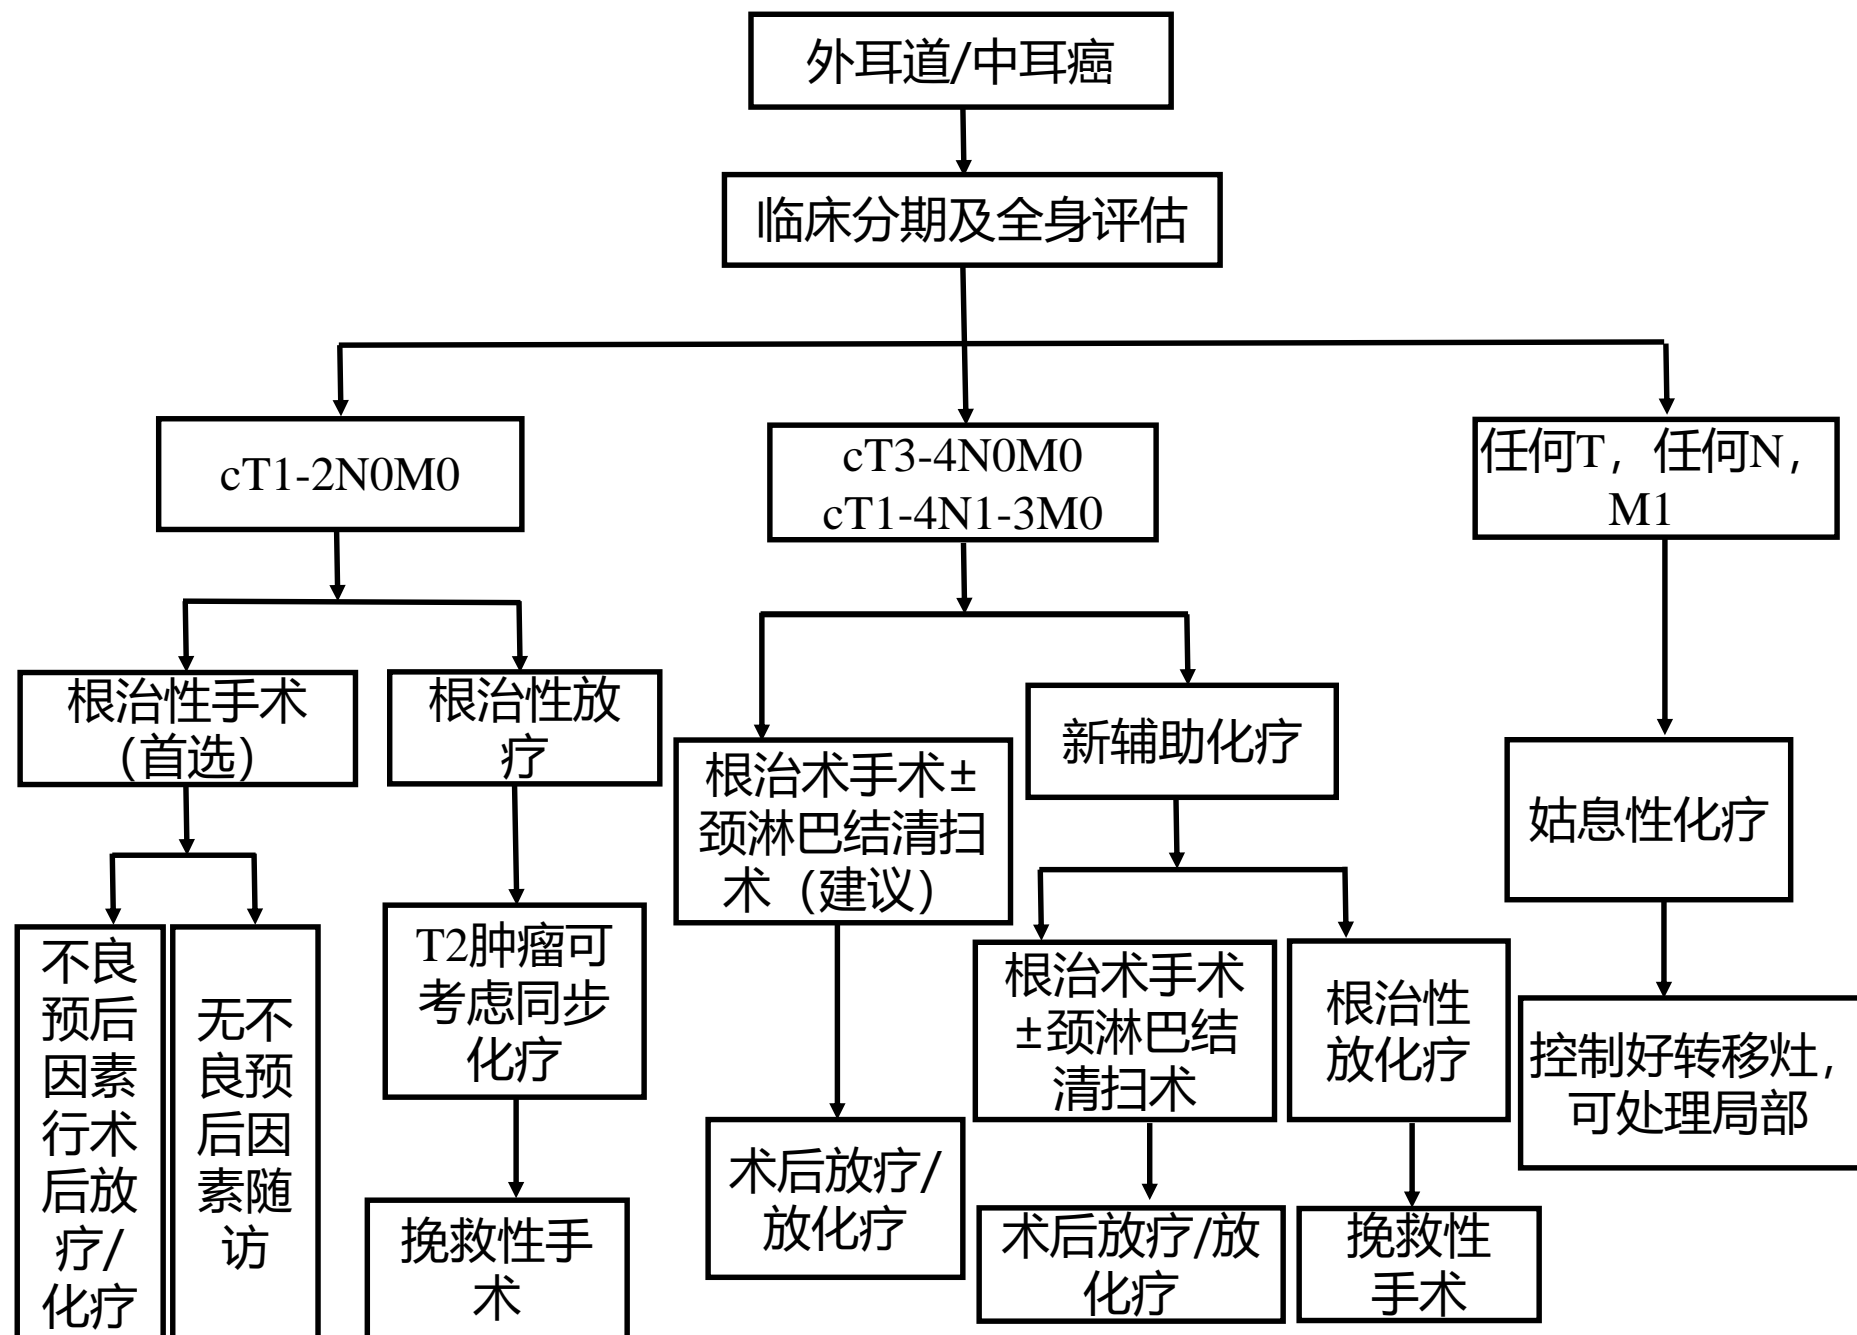 外耳道/中耳癌
临床分期及全身评估
cT1-2N0M0
cT3-4N0M0
cT1-4N1-3M0
任何T，任何N，
M1
根治性手术
（首选）
根治性放
疗
根治术手术±
颈淋巴结清扫
术（建议）
新辅助化疗
姑息性化疗
不良
预后
因素
行术
后放
疗/
化疗
无不
良预
后因
素随
访
T2肿瘤可
考虑同步
化疗
挽救性手
术
术后放疗/
放化疗
根治术手术
±颈淋巴结
清扫术
根治性
放化疗
术后放疗/放
化疗
挽救性
手术
控制好转移灶，
可处理局部